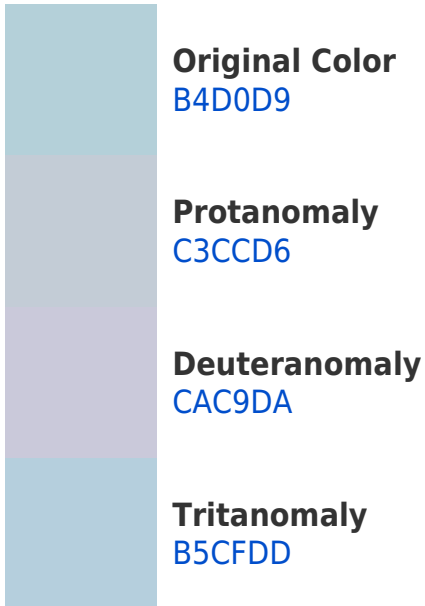 Original Color
B4D0D9
Protanomaly
C3CCD6
Deuteranomaly
CAC9DA
Tritanomaly
B5CFDD